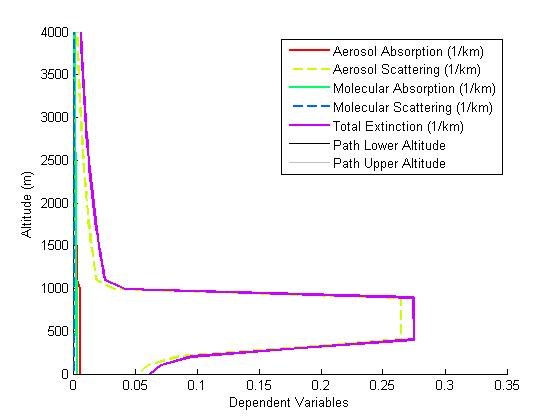 4000
3500
3000
2500
2000
1500
1000
500
0
Altitude (m)
Aerosol Absorption (1/km)
Aerosol Scattering (1/km)
Molecular Absorption (1/km)
Molecular Scattering (1/km)
Total Extinction (1/km)
Path Lower Altitude
Path Upper Altitude
0 0.05 0.1 0.15 0.2 0.25 0.3 0.35
Dependent Variables